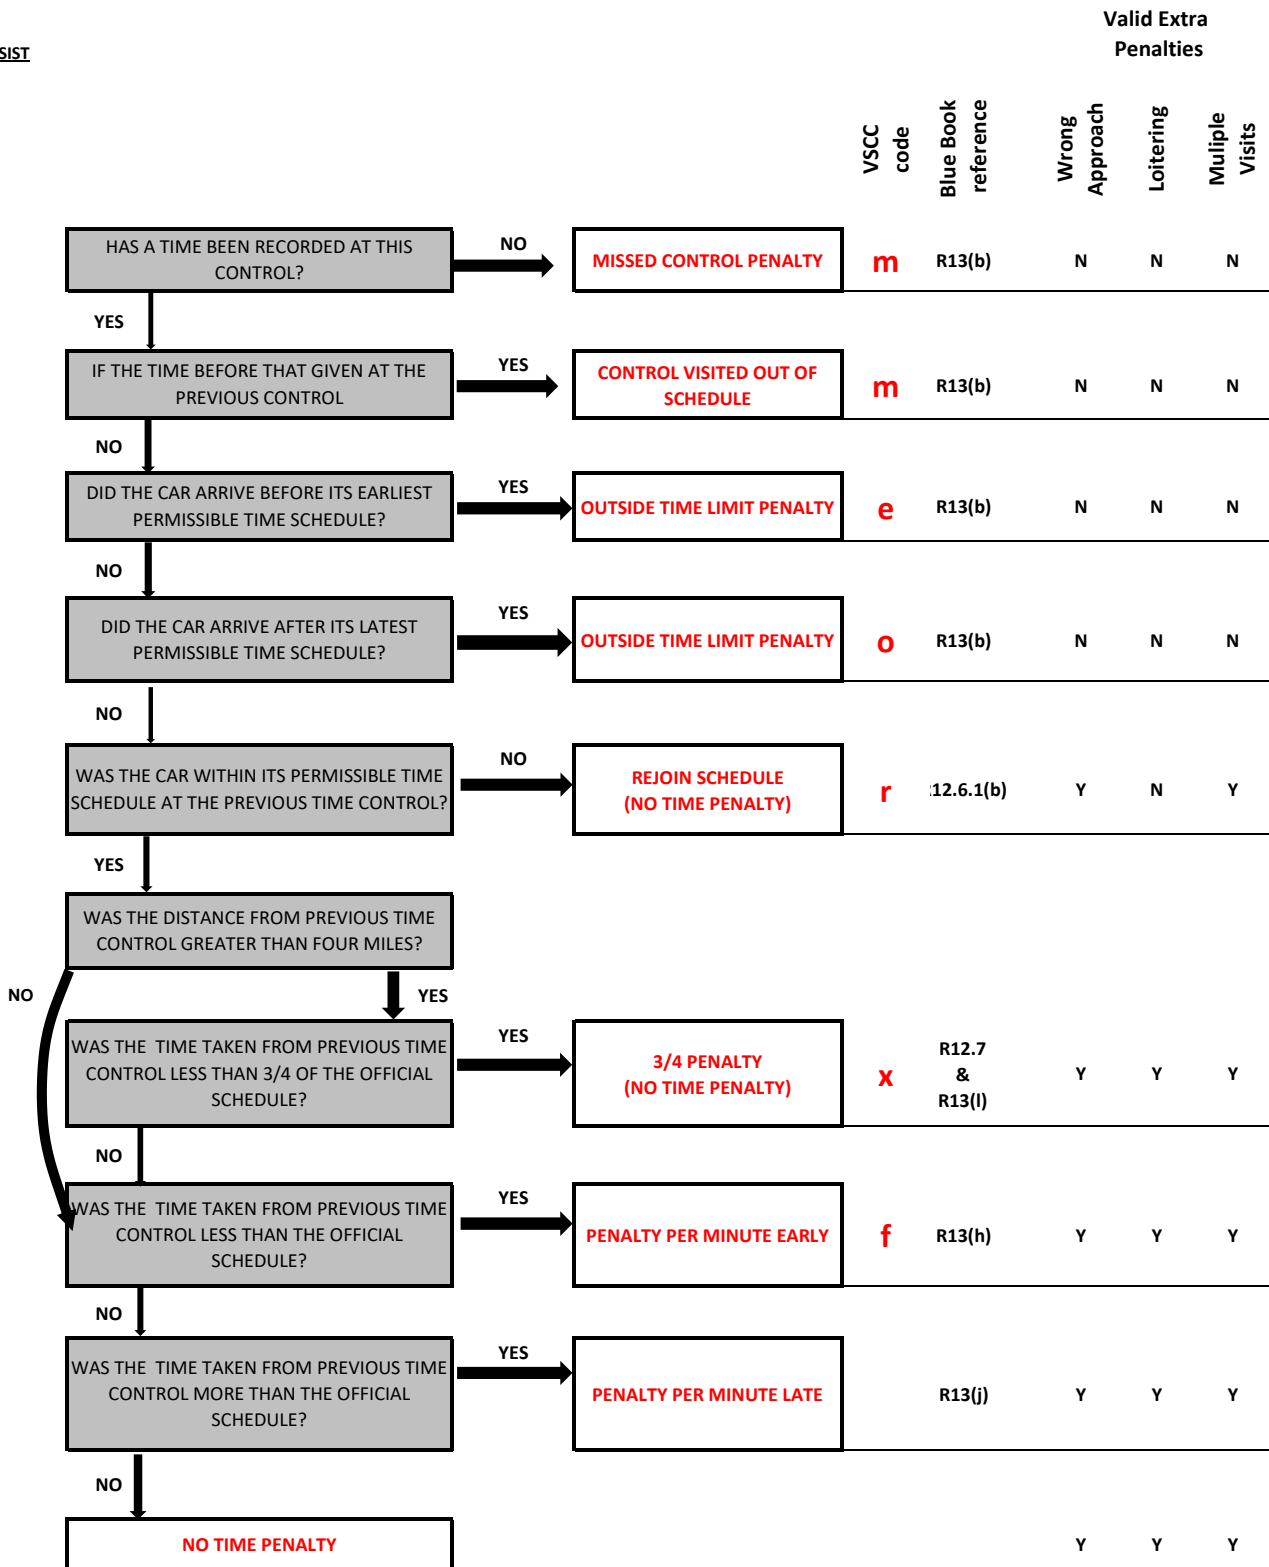 Valid Extra
Penalties
SIST
VSCC
code
Blue Book
reference
Wrong
Approach
Loitering
Muliple
Visits
HAS A TIME BEEN RECORDED AT THIS
CONTROL?
NO
MISSED CONTROL PENALTY
m
R13(b)
N
N
N
YES
IF THE TIME BEFORE THAT GIVEN AT THE
PREVIOUS CONTROL
YES
CONTROL VISITED OUT OF
SCHEDULE
m
R13(b)
N
N
N
NO
DID THE CAR ARRIVE BEFORE ITS EARLIEST
PERMISSIBLE TIME SCHEDULE?
YES
OUTSIDE TIME LIMIT PENALTY
e
R13(b)
N
N
N
NO
DID THE CAR ARRIVE AFTER ITS LATEST
PERMISSIBLE TIME SCHEDULE?
YES
OUTSIDE TIME LIMIT PENALTY
o
R13(b)
N
N
N
NO
WAS THE CAR WITHIN ITS PERMISSIBLE TIME
SCHEDULE AT THE PREVIOUS TIME CONTROL?
NO
REJOIN SCHEDULE
(NO TIME PENALTY)
r
12.6.1(b)
Y
N
Y
YES
WAS THE DISTANCE FROM PREVIOUS TIME
CONTROL GREATER THAN FOUR MILES?
NO
YES
WAS THE TIME TAKEN FROM PREVIOUS TIME
CONTROL LESS THAN 3/4 OF THE OFFICIAL
SCHEDULE?
YES
3/4 PENALTY
(NO TIME PENALTY)
x
R12.7
&
R13(l)
Y
Y
Y
NO
WAS THE TIME TAKEN FROM PREVIOUS TIME
CONTROL LESS THAN THE OFFICIAL
SCHEDULE?
YES
PENALTY PER MINUTE EARLY
f
R13(h)
Y
Y
Y
NO
WAS THE TIME TAKEN FROM PREVIOUS TIME
CONTROL MORE THAN THE OFFICIAL
SCHEDULE?
YES
PENALTY PER MINUTE LATE
R13(j)
Y
Y
Y
NO
NO TIME PENALTY
Y
Y
Y